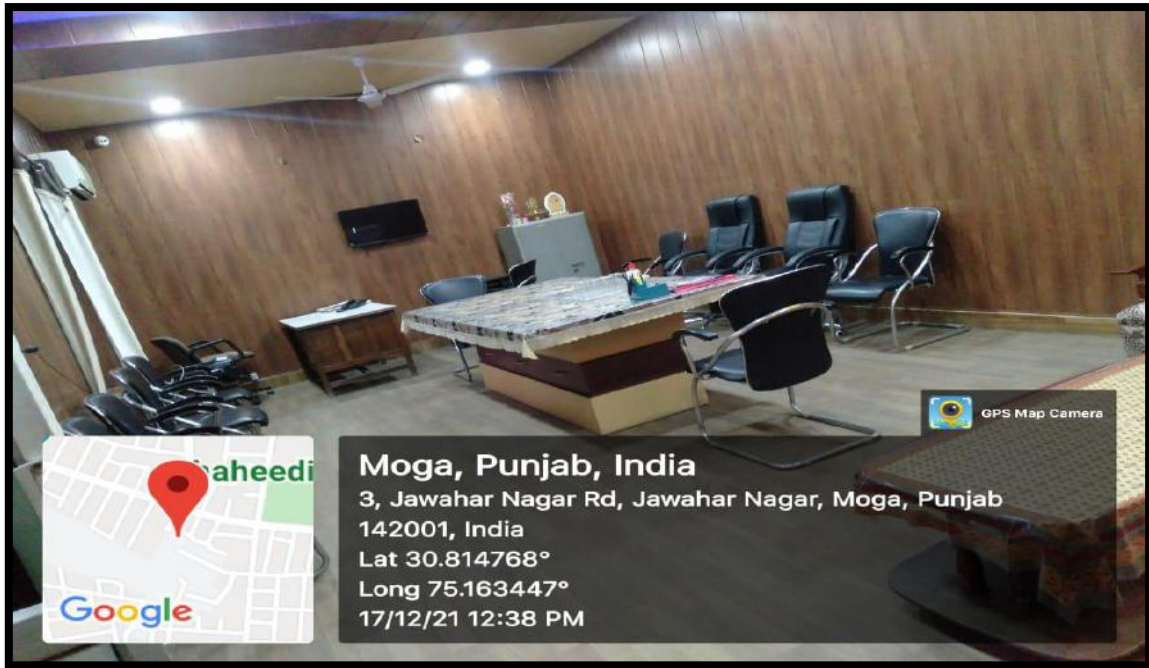 GPS Map Camera
aheedi
Google
Moga, Punjab, India
3, Jawahar Nagar Rd, Jawahar Nagar, Moga, Punjab
142001, India
Lat 30.814768°
Long 75.163447°
17/12/21 12:38 PM